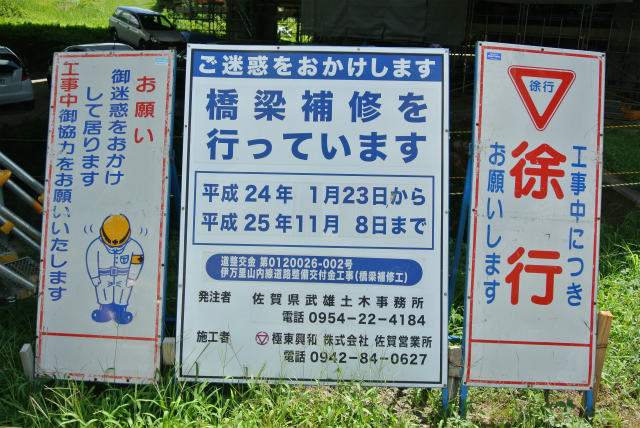 お願い
御迷惑をおかけ
して居ります
工事中御協力をお願いいたします
ご迷惑をおかけします
橋梁補修を
行っています
平成24年 1月23日から
平成25年11月 8日まで
道整交金 第0120026-002号
伊万里山内線道路整備交付金工事(橋梁補修工)
発注者 佐賀県武雄土木事務所
電話 0954-22-4184
施工者 極東興和 株式会社 佐賀営業所
電話 0942-84-0627
徐行
工事中につき
徐行
お願いします